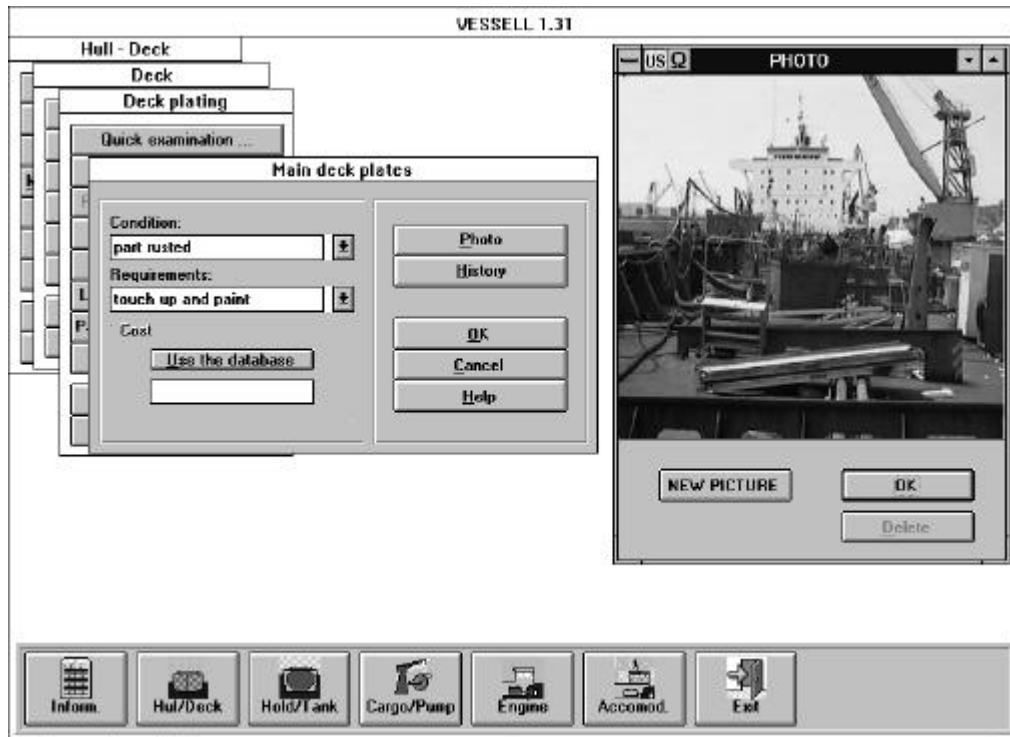 VESSELL 1.31
Hull - Deck
Deck
Deck plating
Quick examination ...
Main deck plates
Condition:
part rusted
Requirements:
touch up and paint
Cost
Use the database
Photo
History
OK
Cancel
Help
US Ω PHOTO
NEW PICTURE
OK
Delete
Inform.
Hul/Deck
Hold/Tank
Cargo/Pump
Engine
Accomod.
Exit